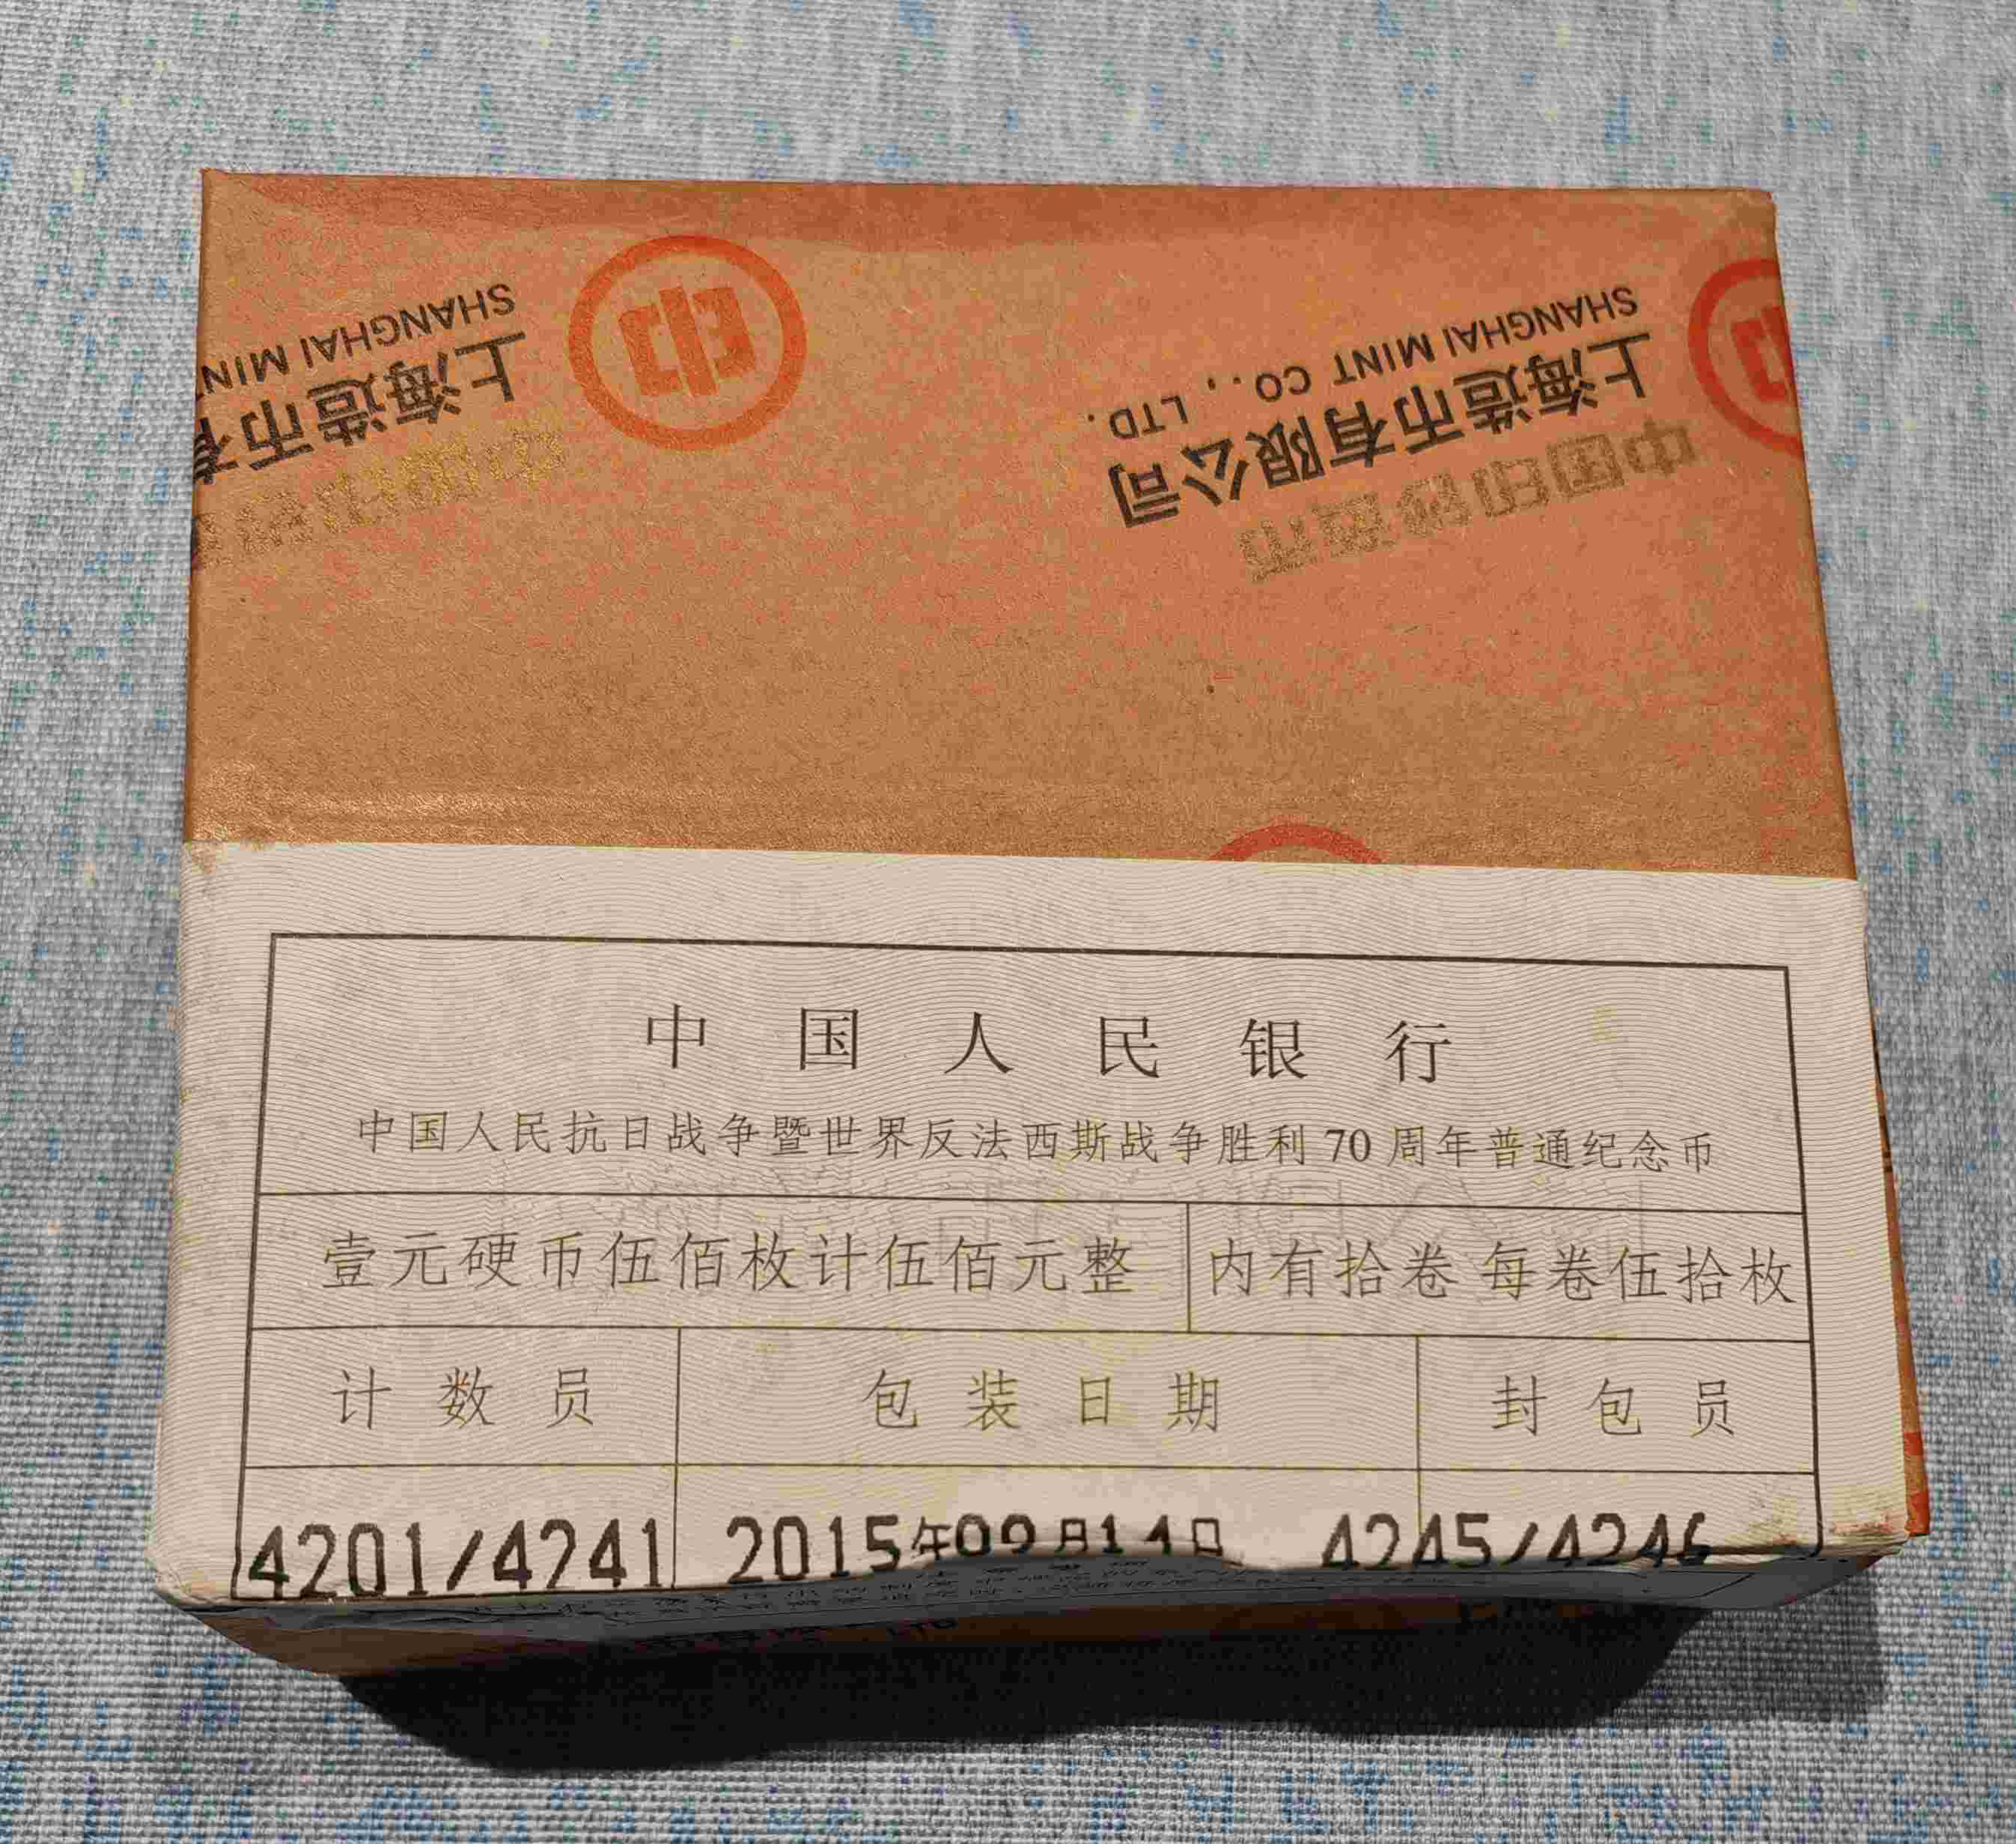 SHANGHAI MINT
上海造币有
中国印钞
SHANGHAI MINT CO., LTD.
上海造币有限公司
中国印钞造币
中国人民银行
中国人民抗日战争暨世界反法西斯战争胜利70周年普通纪念币
壹元硬币伍佰枚计伍佰元整 内有拾卷 每卷伍拾枚
计数员 包装日期 封包员
4201/4241 2015年09月14日 4245/4246
LTD